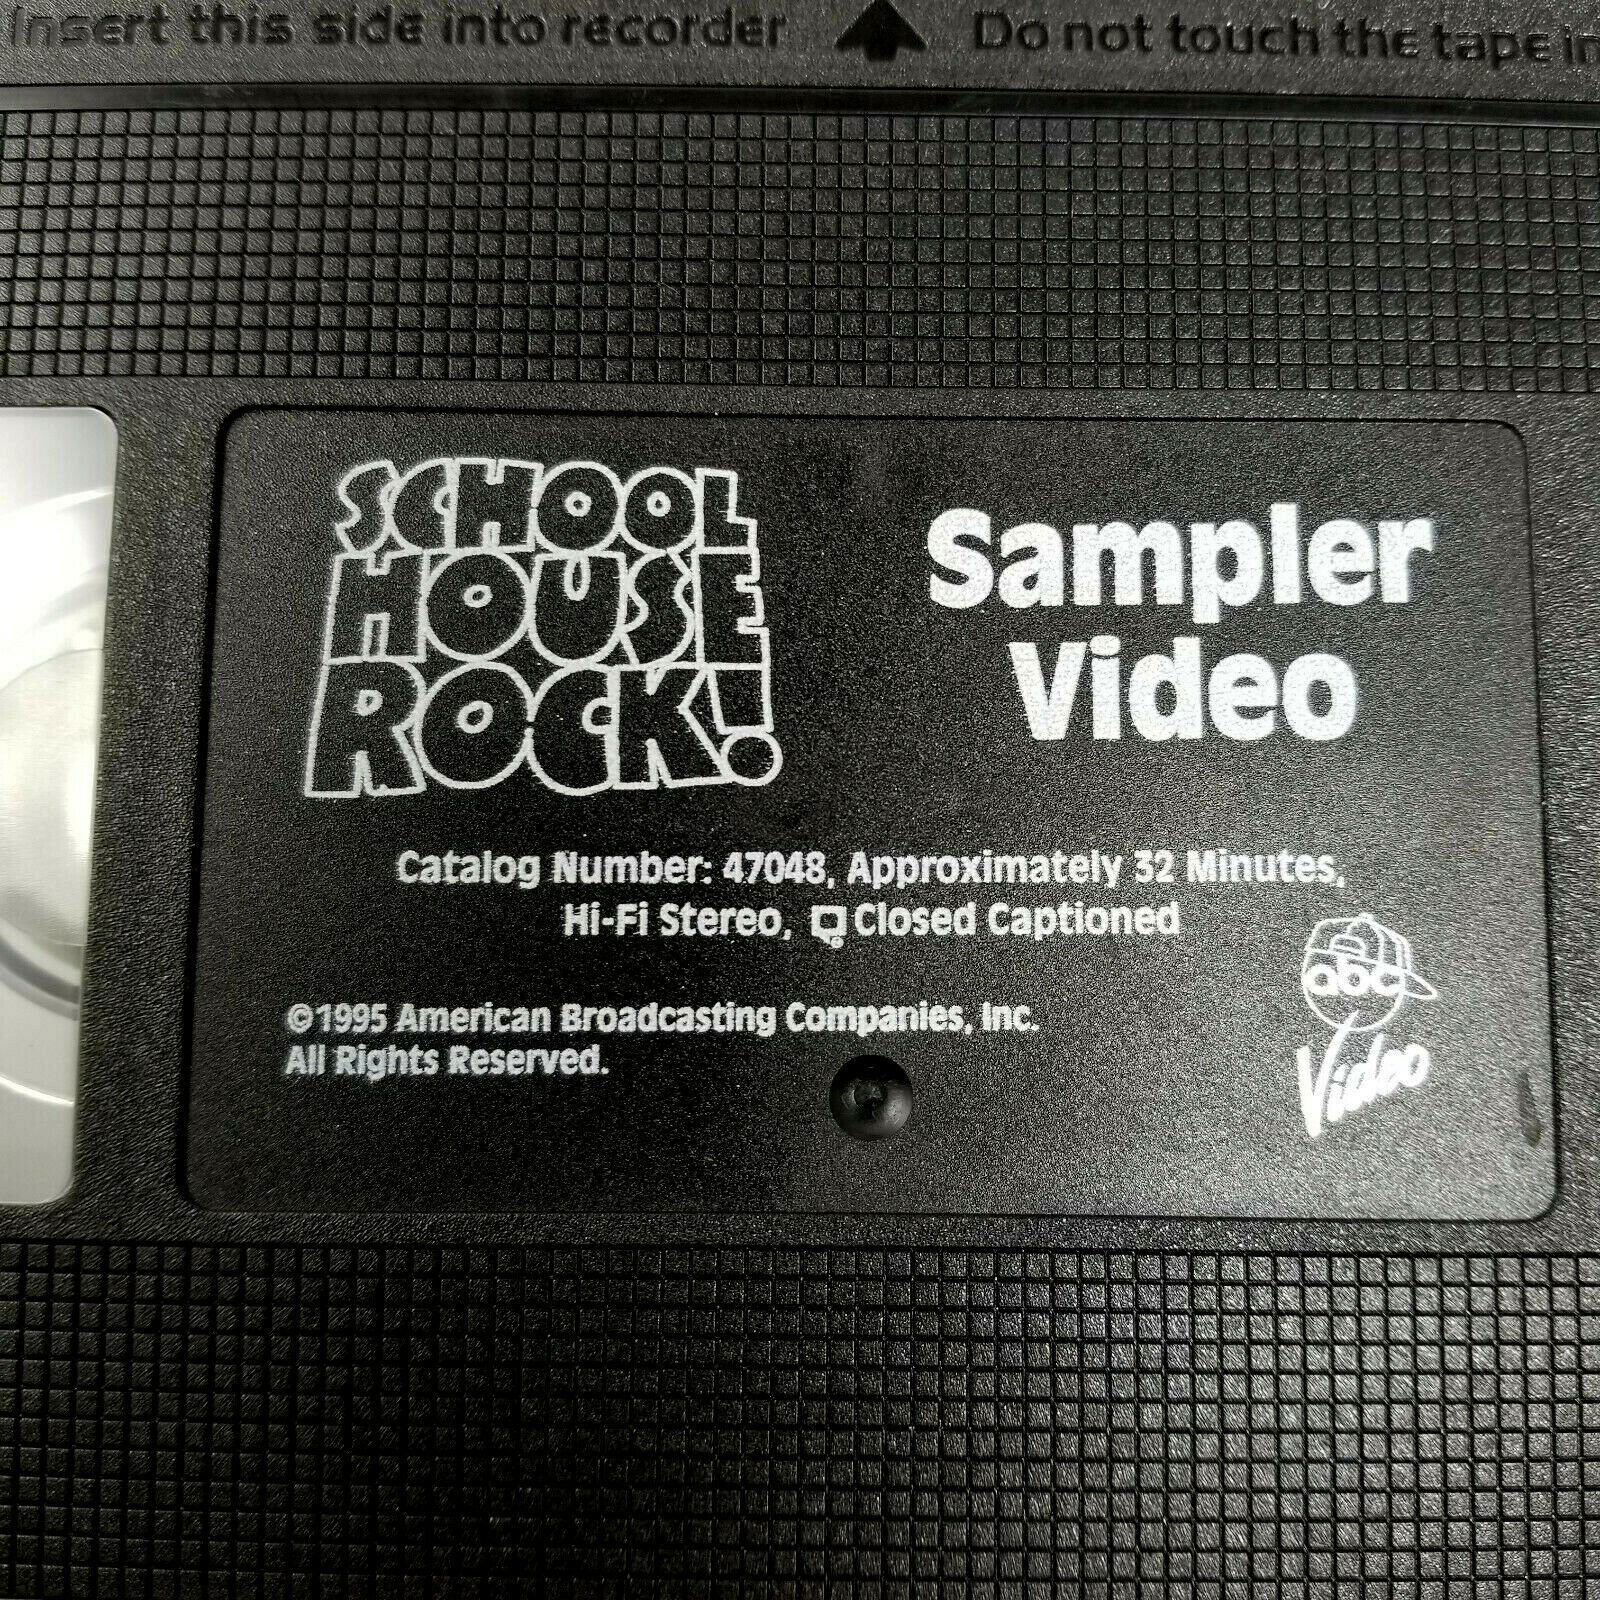 Insert this side into recorder Do not touch the tape in
SCHOOL
HOUSE
ROCK!
Sampler
Video
Catalog Number: 47048, Approximately 32 Minutes,
Hi-Fi Stereo, Closed Captioned
©1995 American Broadcasting Companies, Inc.
All Rights Reserved.
abc
Video